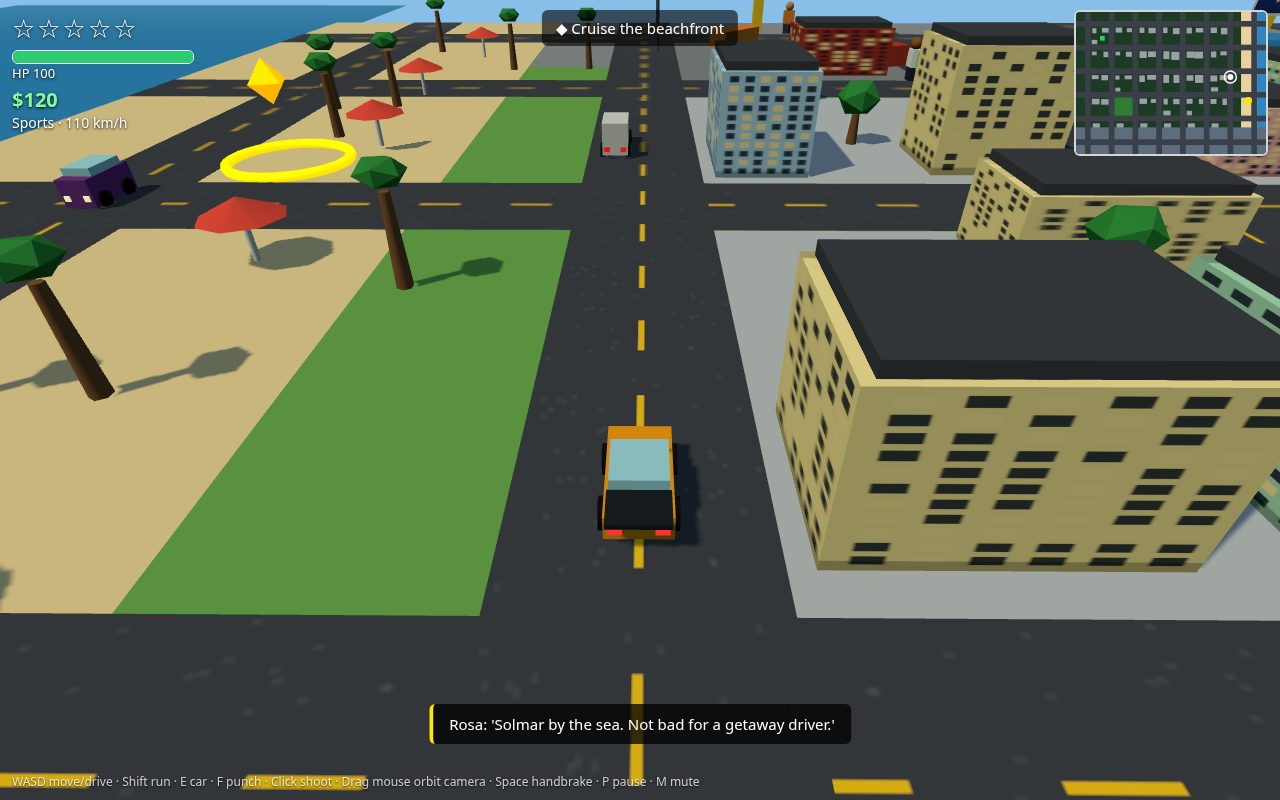 ◆ Cruise the beachfront
HP 100
$120
Sports · 110 km/h
Rosa: 'Solmar by the sea. Not bad for a getaway driver.'
WASD move/drive · Shift run · E car · F punch · Click shoot · Drag mouse orbit camera · Space handbrake · P pause · M mute